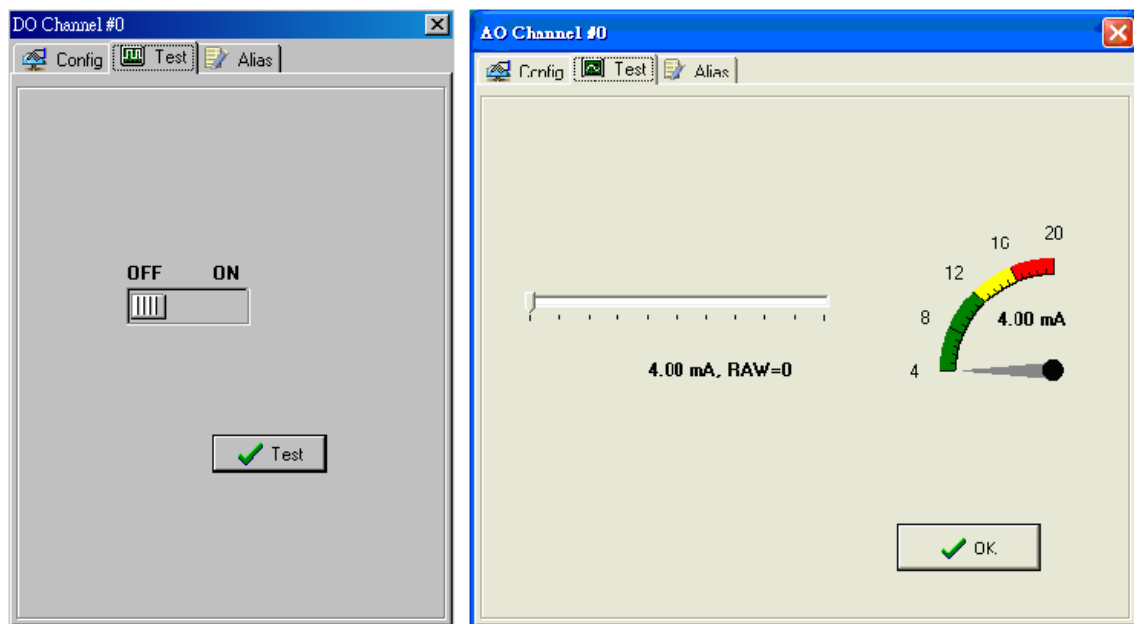 DO Channel #0
Config Test Alias
OFF ON
Test
AO Channel #0
Config Test Alias
20
16
12
8
4.00 mA
4
4.00 mA, RAW=0
OK